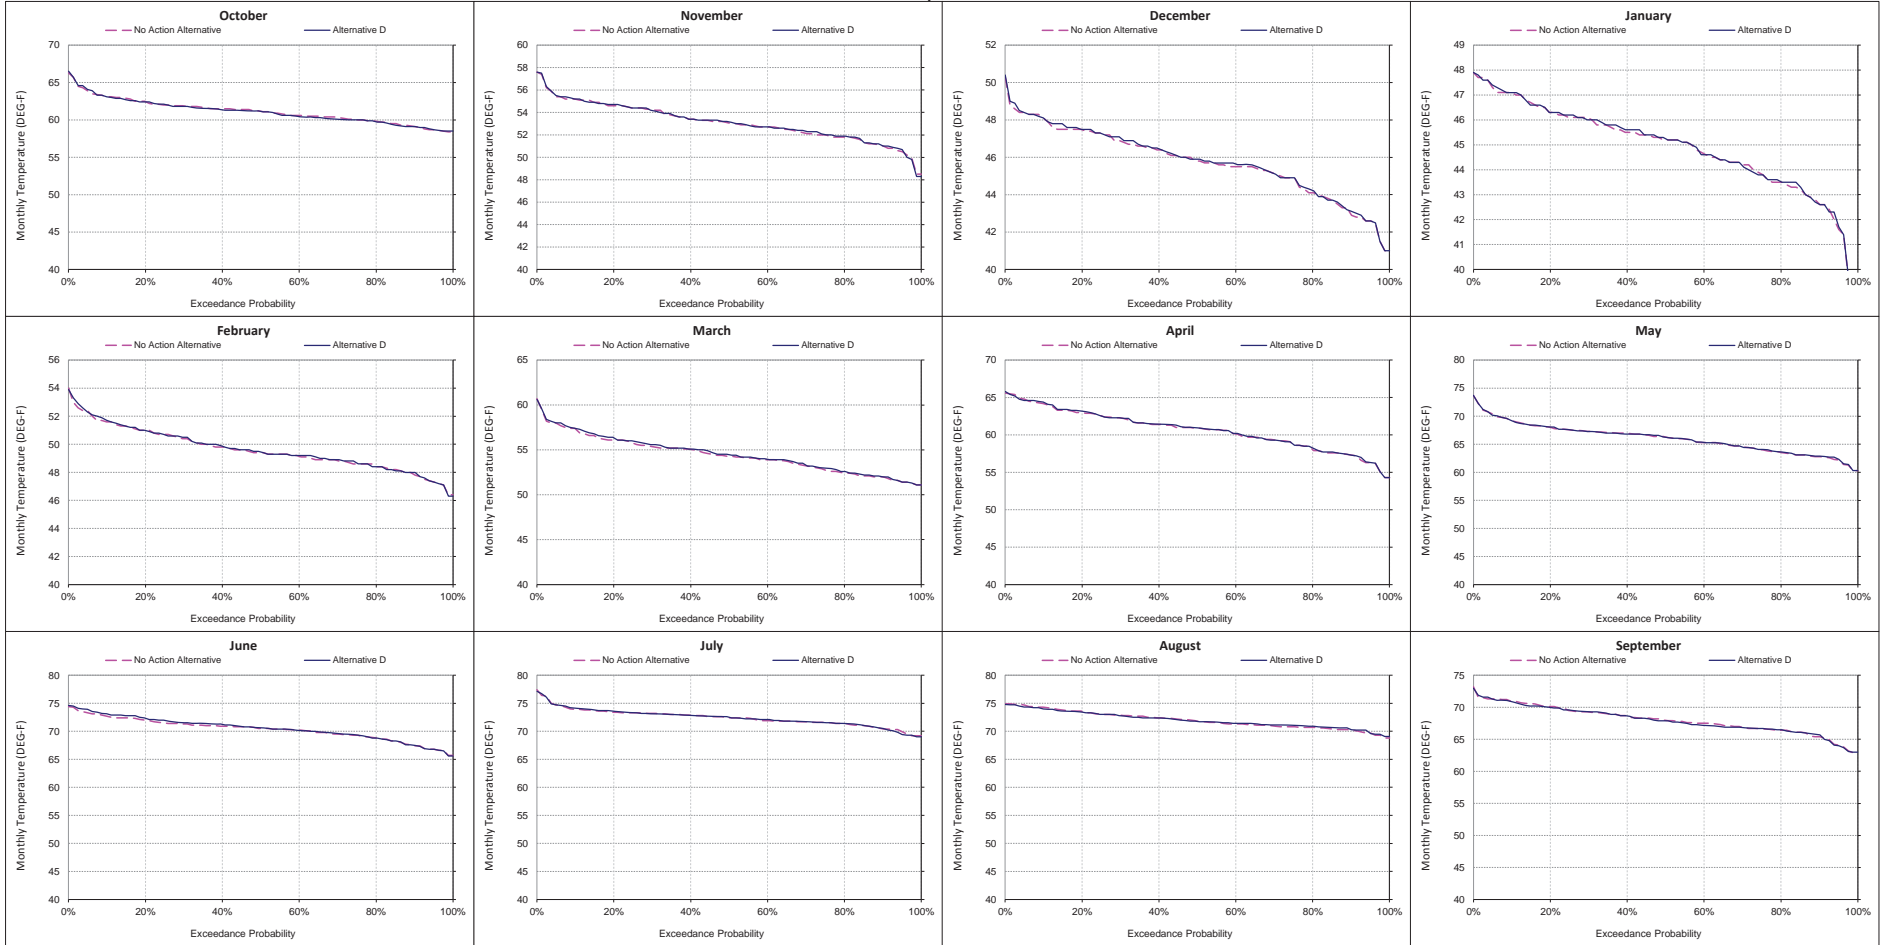 October
No Action Alternative Alternative D
Monthly Temperature (DEG-F)
70
65
60
55
50
45
40
0% 20% 40% 60% 80% 100%
Exceedance Probability
November
No Action Alternative Alternative D
Monthly Temperature (DEG-F)
60
58
56
54
52
50
48
46
44
42
40
0% 20% 40% 60% 80% 100%
Exceedance Probability
December
No Action Alternative Alternative D
Monthly Temperature (DEG-F)
52
50
48
46
44
42
40
0% 20% 40% 60% 80% 100%
Exceedance Probability
January
No Action Alternative Alternative D
Monthly Temperature (DEG-F)
49
48
47
46
45
44
43
42
41
40
0% 20% 40% 60% 80% 100%
Exceedance Probability
February
No Action Alternative Alternative D
Monthly Temperature (DEG-F)
56
54
52
50
48
46
44
42
40
0% 20% 40% 60% 80% 100%
Exceedance Probability
March
No Action Alternative Alternative D
Monthly Temperature (DEG-F)
65
60
55
50
45
40
0% 20% 40% 60% 80% 100%
Exceedance Probability
April
No Action Alternative Alternative D
Monthly Temperature (DEG-F)
70
65
60
55
50
45
40
0% 20% 40% 60% 80% 100%
Exceedance Probability
May
No Action Alternative Alternative D
Monthly Temperature (DEG-F)
80
75
70
65
60
55
50
45
40
0% 20% 40% 60% 80% 100%
Exceedance Probability
June
No Action Alternative Alternative D
Monthly Temperature (DEG-F)
80
75
70
65
60
55
50
45
40
0% 20% 40% 60% 80% 100%
Exceedance Probability
July
No Action Alternative Alternative D
Monthly Temperature (DEG-F)
80
75
70
65
60
55
50
45
40
0% 20% 40% 60% 80% 100%
Exceedance Probability
August
No Action Alternative Alternative D
Monthly Temperature (DEG-F)
80
75
70
65
60
55
50
45
40
0% 20% 40% 60% 80% 100%
Exceedance Probability
September
No Action Alternative Alternative D
Monthly Temperature (DEG-F)
75
70
65
60
55
50
45
40
0% 20% 40% 60% 80% 100%
Exceedance Probability